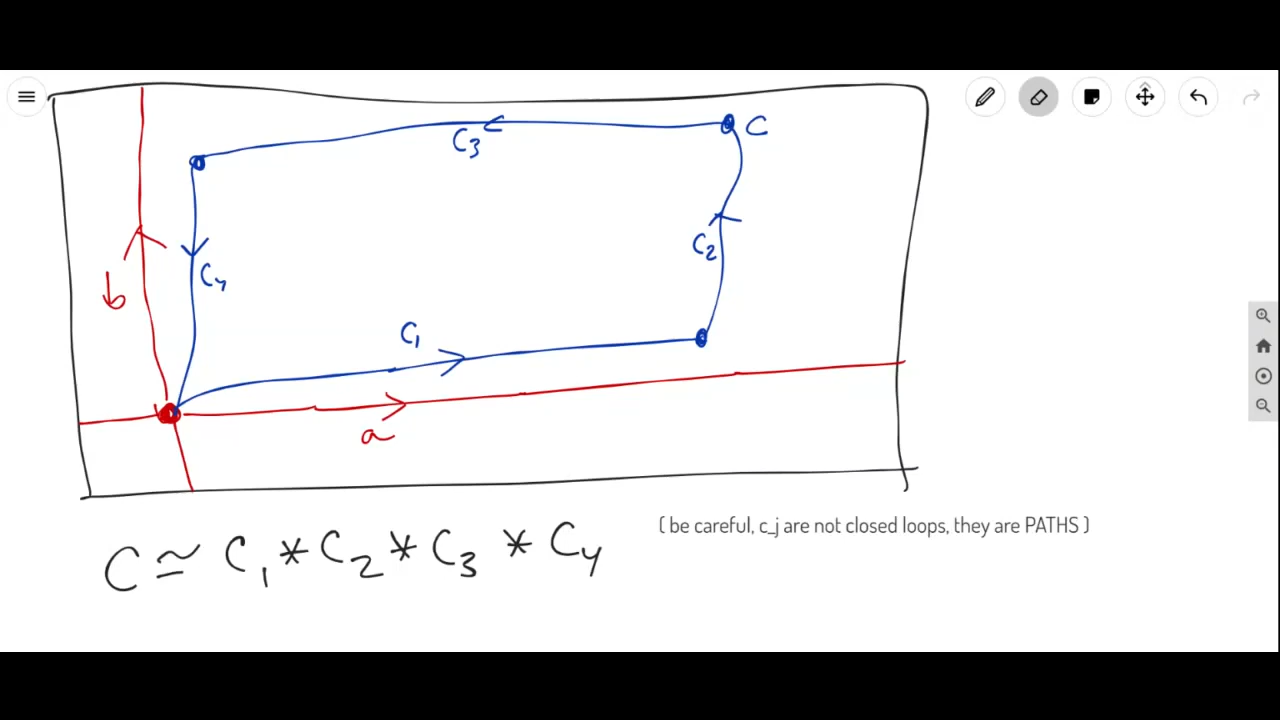 C₃
C
C₂
C₄
b
C₁
a
C ≃ C₁ * C₂ * C₃ * C₄
( be careful, c_j are not closed loops, they are PATHS )